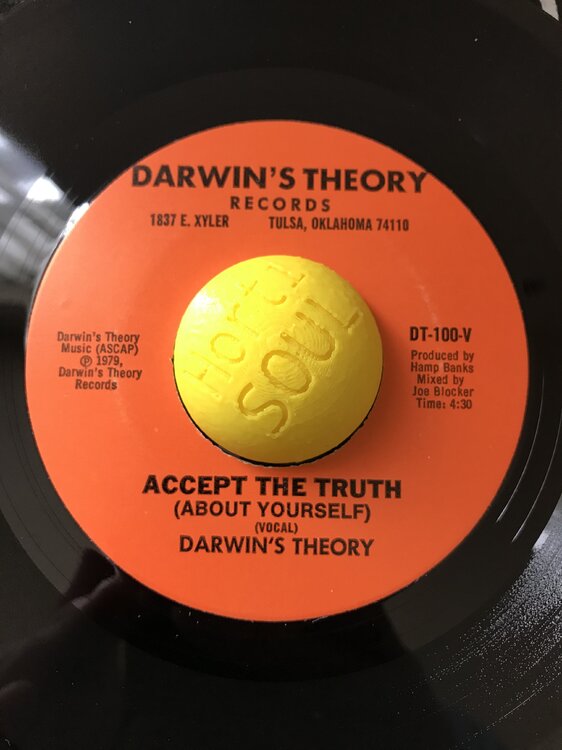 DARWIN'S THEORY
RECORDS
1837 E. XYLER TULSA, OKLAHOMA 74110
Darwin's Theory
Music (ASCAP)
℗ 1979,
Darwin's Theory
Records
Horti
SOUL
DT-100-V
Produced by
Hamp Banks
Mixed by
Joe Blocker
Time: 4:30
ACCEPT THE TRUTH
(ABOUT YOURSELF)
(VOCAL)
DARWIN'S THEORY